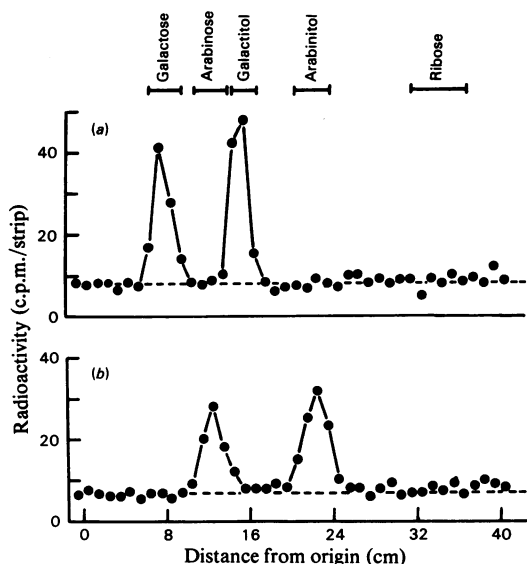 Galactose
Arabinose
Galactitol
Arabinitol
Ribose
(a)
40
20
0
Radioactivity (c.p.m./strip)
(b)
40
20
0
0 8 16 24 32 40
Distance from origin (cm)